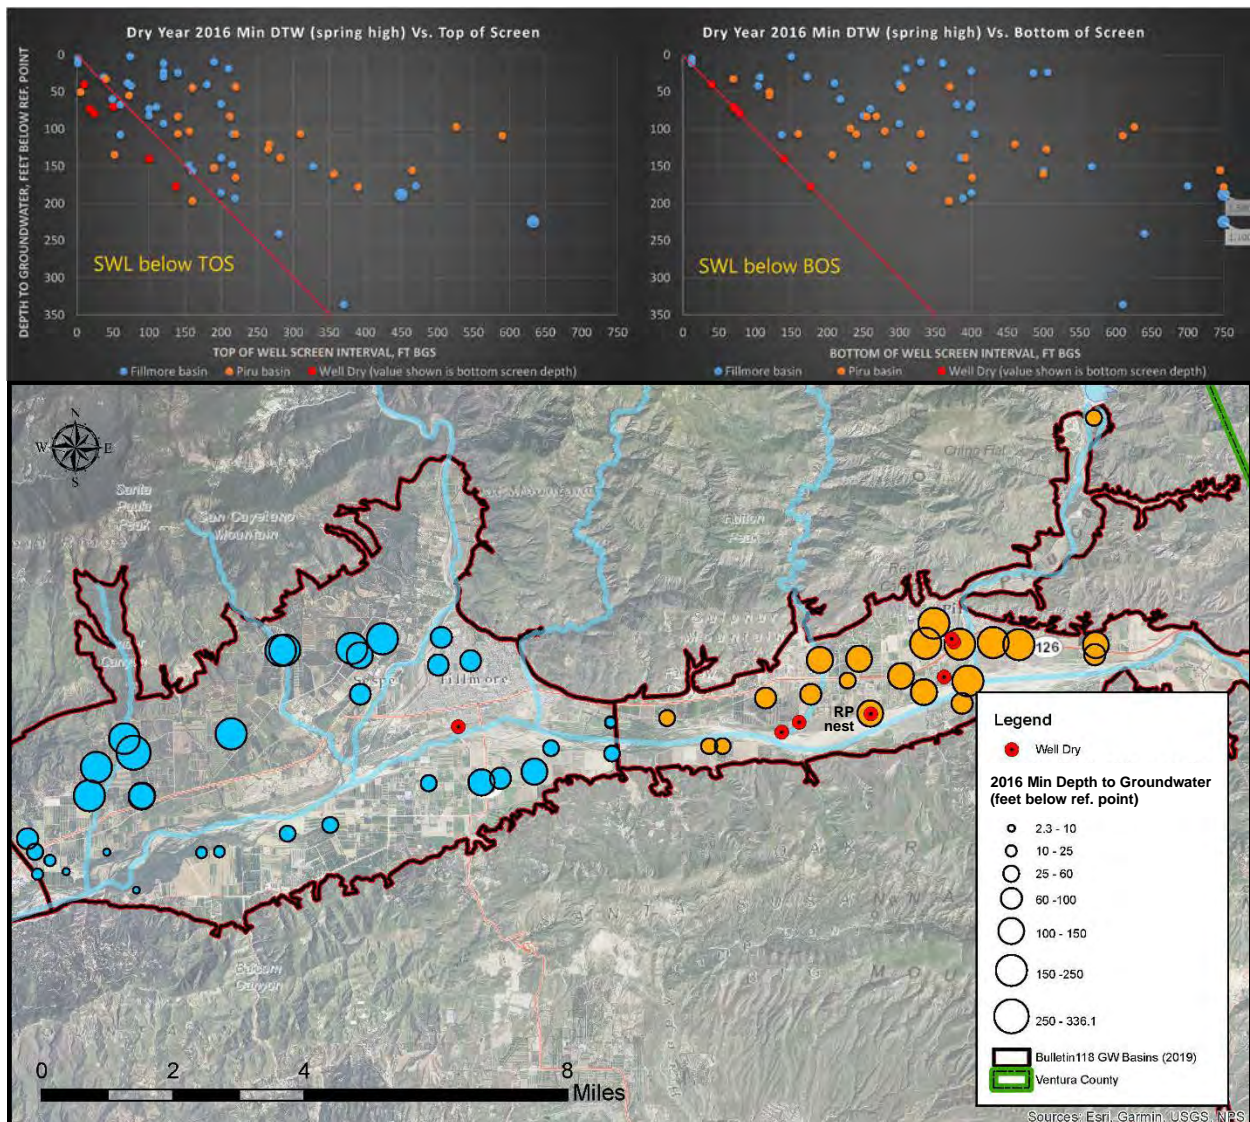 Dry Year 2016 Min DTW (spring high) Vs. Top of Screen
DEPTH TO GROUNDWATER, FEET BELOW REF. POINT
0
50
100
150
200
250
300
350
SWL below TOS
0 50 100 150 200 250 300 350 400 450 500 550 600 650 700 750
TOP OF WELL SCREEN INTERVAL, FT BGS
Fillmore basin Piru basin Well Dry (value shown is bottom screen depth)
Dry Year 2016 Min DTW (spring high) Vs. Bottom of Screen
0
50
100
150
200
250
300
350
SWL below BOS
0 50 100 150 200 250 300 350 400 450 500 550 600 650 700 750
BOTTOM OF WELL SCREEN INTERVAL, FT BGS
Fillmore basin Piru basin Well Dry (value shown is bottom screen depth)
N
W E
S
Santa
Paula
Peak
San Cayetano
Mountain
Canyon
Sespe
Fillmore
Peak
Mountain
126
RP
nest
Balcom
Canyon
Legend
Well Dry
2016 Min Depth to Groundwater
(feet below ref. point)
2.3 - 10
10 - 25
25 - 60
60 -100
100 - 150
150 -250
250 - 336.1
Bulletin118 GW Basins (2019)
Ventura County
0 2 4 8
Miles
Sources: Esri, Garmin, USGS, NPS